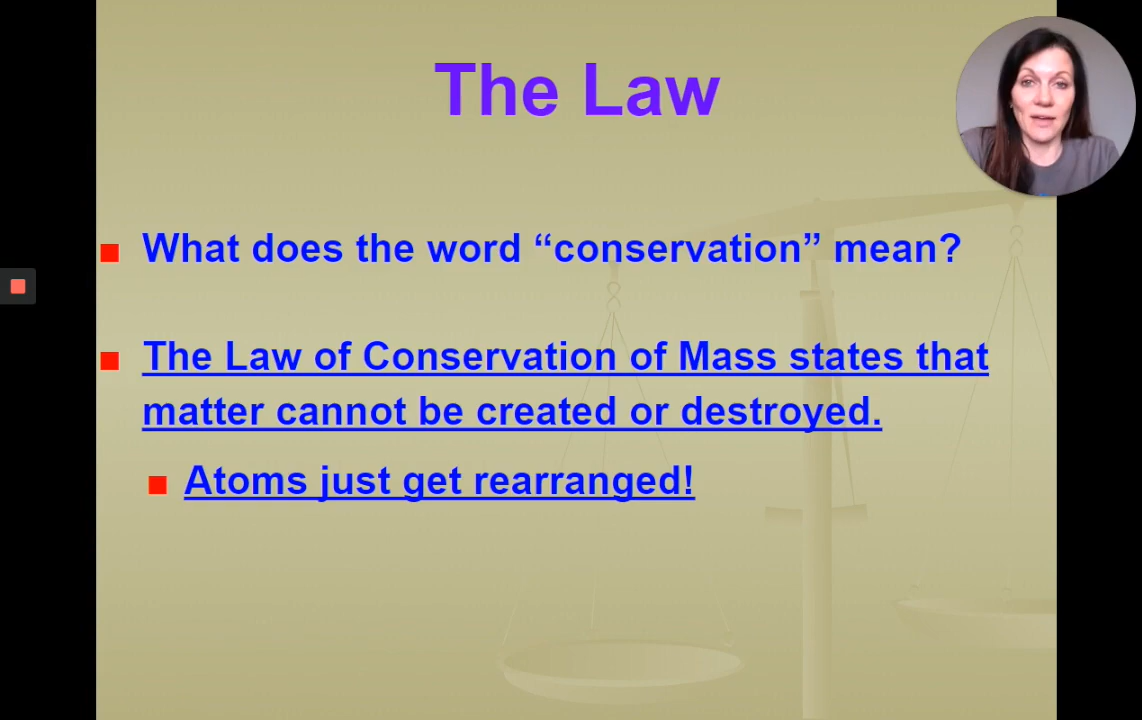 The Law
What does the word “conservation” mean?
The Law of Conservation of Mass states that
matter cannot be created or destroyed.
Atoms just get rearranged!